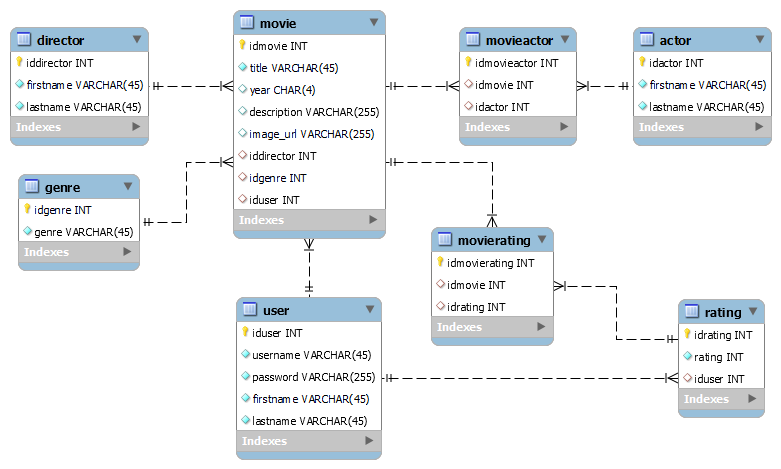 director
iddirector INT
firstname VARCHAR(45)
lastname VARCHAR(45)
Indexes
movie
idmovie INT
title VARCHAR(45)
year CHAR(4)
description VARCHAR(255)
image_url VARCHAR(255)
iddirector INT
idgenre INT
iduser INT
Indexes
movieactor
idmovieactor INT
idmovie INT
idactor INT
Indexes
actor
idactor INT
firstname VARCHAR(45)
lastname VARCHAR(45)
Indexes
genre
idgenre INT
genre VARCHAR(45)
Indexes
movierating
idmovierating INT
idmovie INT
idrating INT
Indexes
user
iduser INT
username VARCHAR(45)
password VARCHAR(255)
firstname VARCHAR(45)
lastname VARCHAR(45)
Indexes
rating
idrating INT
rating INT
iduser INT
Indexes